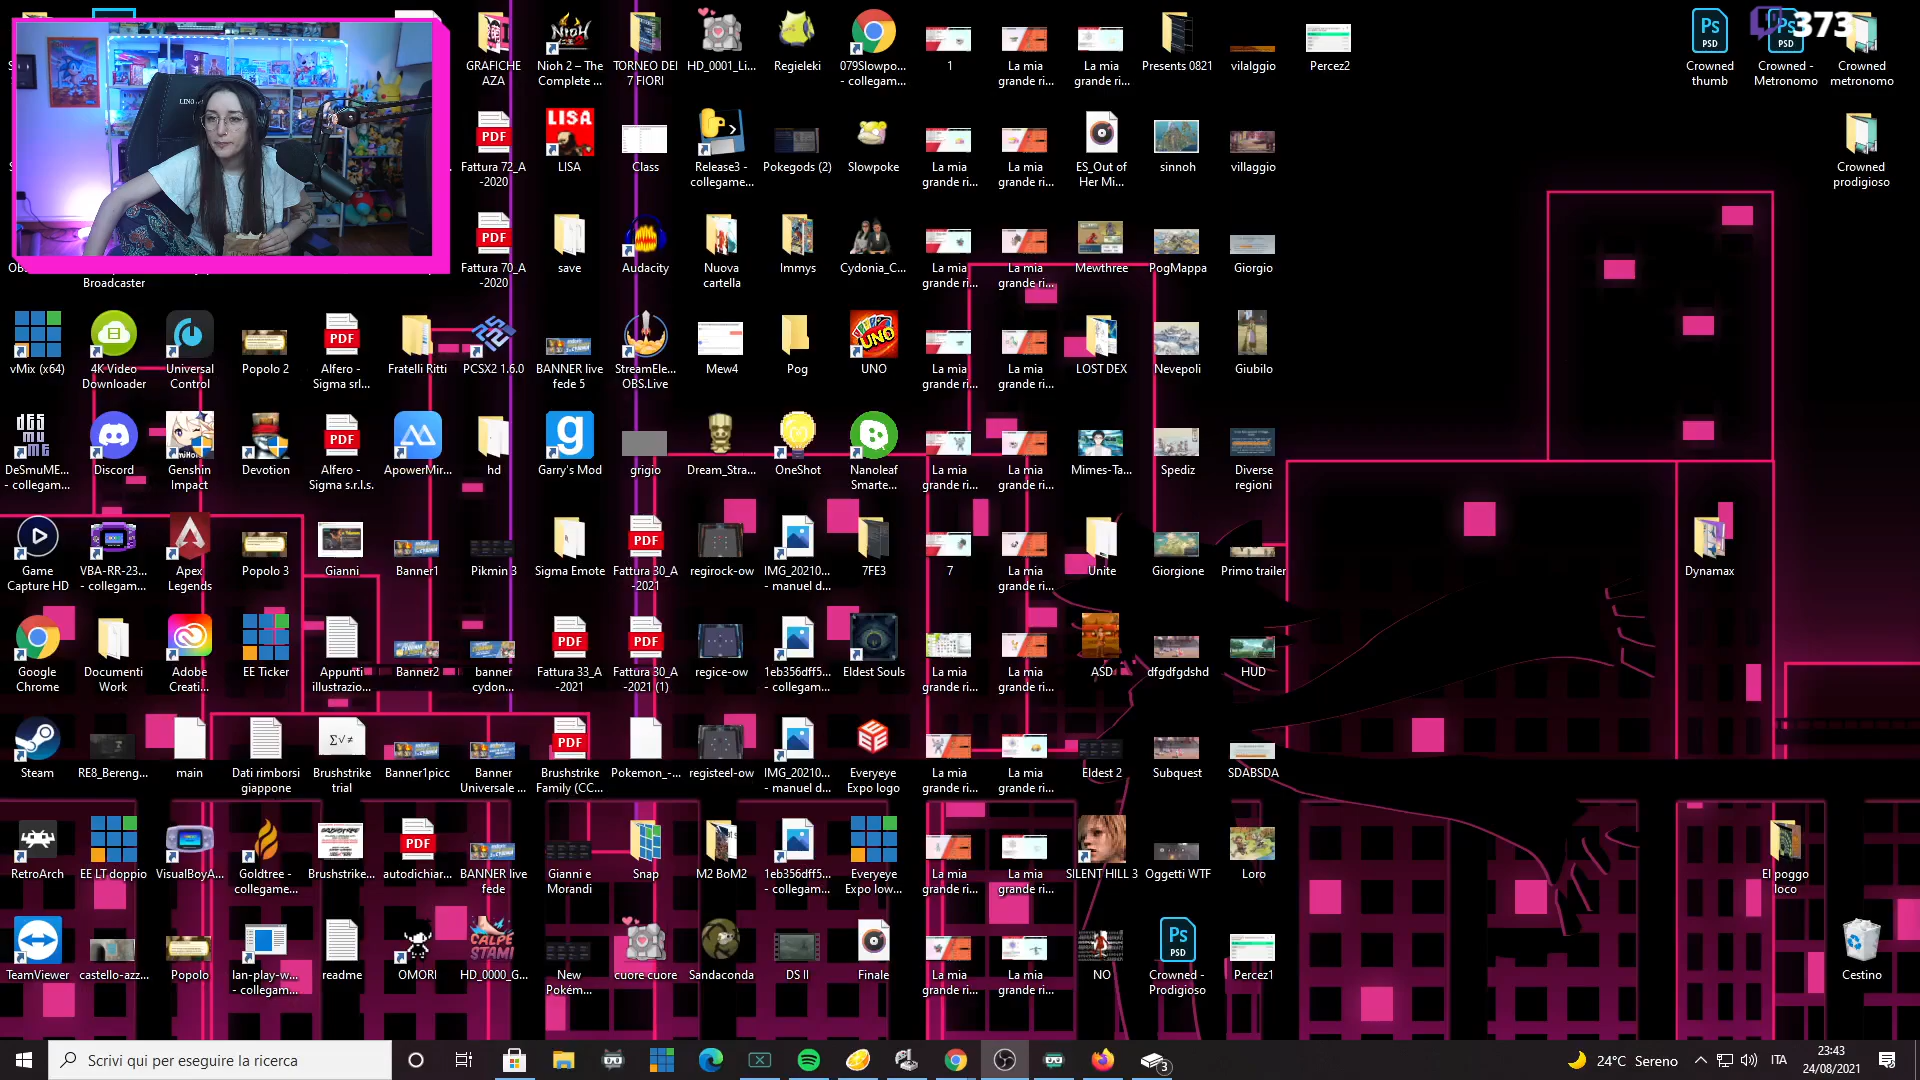 GRAFICHE
AZA
Nioh 2 – The
Complete ...
TORNEO DEI
7 FIORI
HD_0001_Li...
Regieleki
079Slowpo...
- collegam...
1
La mia
grande ri...
La mia
grande ri...
Presents 0821
vilalggio
Percez2
Crowned
thumb
Crowned -
Metronomo
Crowned
metronomo
373
Fattura 72_A
-2020
LISA
Class
Release3 -
collegame...
Pokegods (2)
Slowpoke
La mia
grande ri...
La mia
grande ri...
ES_Out of
Her Mi...
sinnoh
villaggio
Crowned
prodigioso
Broadcaster
Fattura 70_A
-2020
save
Audacity
Nuova
cartella
Immys
Cydonia_C...
La mia
grande ri...
La mia
grande ri...
Mewthree
PogMappa
Giorgio
vMix (x64)
4K Video
Downloader
Universal
Control
Popolo 2
Alfero -
Sigma srl...
Fratelli Ritti
PCSX2 1.6.0
BANNER live
fede 5
StreamEle...
OBS.Live
Mew4
Pog
UNO
La mia
grande ri...
La mia
grande ri...
LOST DEX
Nevepoli
Giubilo
DeSmuME...
- collegam...
Discord
Genshin
Impact
Devotion
Alfero -
Sigma s.r.l.s.
ApowerMir...
hd
Garry's Mod
grigio
Dream_Stra...
OneShot
Nanoleaf
Smarte...
La mia
grande ri...
La mia
grande ri...
Mimes-Ta...
Spediz
Diverse
regioni
Game
Capture HD
VBA-RR-23...
- collegam...
Apex
Legends
Popolo 3
Gianni
Banner1
Pikmin 3
Sigma Emote
Fattura 30_A
-2021
regirock-ow
IMG_20210...
- manuel d...
7FE3
7
La mia
grande ri...
Unite
Giorgione
Primo trailer
Dynamax
Google
Chrome
Documenti
Work
Adobe
Creati...
EE Ticker
Appunti
illustrazio...
Banner2
banner
cydon...
Fattura 33_A
-2021
Fattura 30_A
-2021 (1)
regice-ow
1eb356dff5...
- collegam...
Eldest Souls
La mia
grande ri...
La mia
grande ri...
ASD
dfgdfgdshd
HUD
Steam
RE8_Bereng...
main
Dati rimborsi
giappone
Brushstrike
trial
Banner1picc
Banner
Universale ...
Brushstrike
Family (CC...
Pokemon_-...
registeel-ow
IMG_20210...
- manuel d...
Everyeye
Expo logo
La mia
grande ri...
La mia
grande ri...
Eldest 2
Subquest
SDABSDA
RetroArch
EE LT doppio
VisualBoyA...
Goldtree -
collegame...
Brushstrike...
autodichiar...
BANNER live
fede
Gianni e
Morandi
Snap
M2 BoM2
1eb356dff5...
- collegam...
Everyeye
Expo low...
La mia
grande ri...
La mia
grande ri...
SILENT HILL 3
Oggetti WTF
Loro
El poggo
loco
TeamViewer
castello-azz...
Popolo
lan-play-w...
- collegam...
readme
OMORI
HD_0000_G...
New
Pokém...
cuore cuore
Sandaconda
DS II
Finale
La mia
grande ri...
La mia
grande ri...
NO
Crowned -
Prodigioso
Percez1
Cestino
Scrivi qui per eseguire la ricerca
3
24°C Sereno
ITA
23:43
24/08/2021